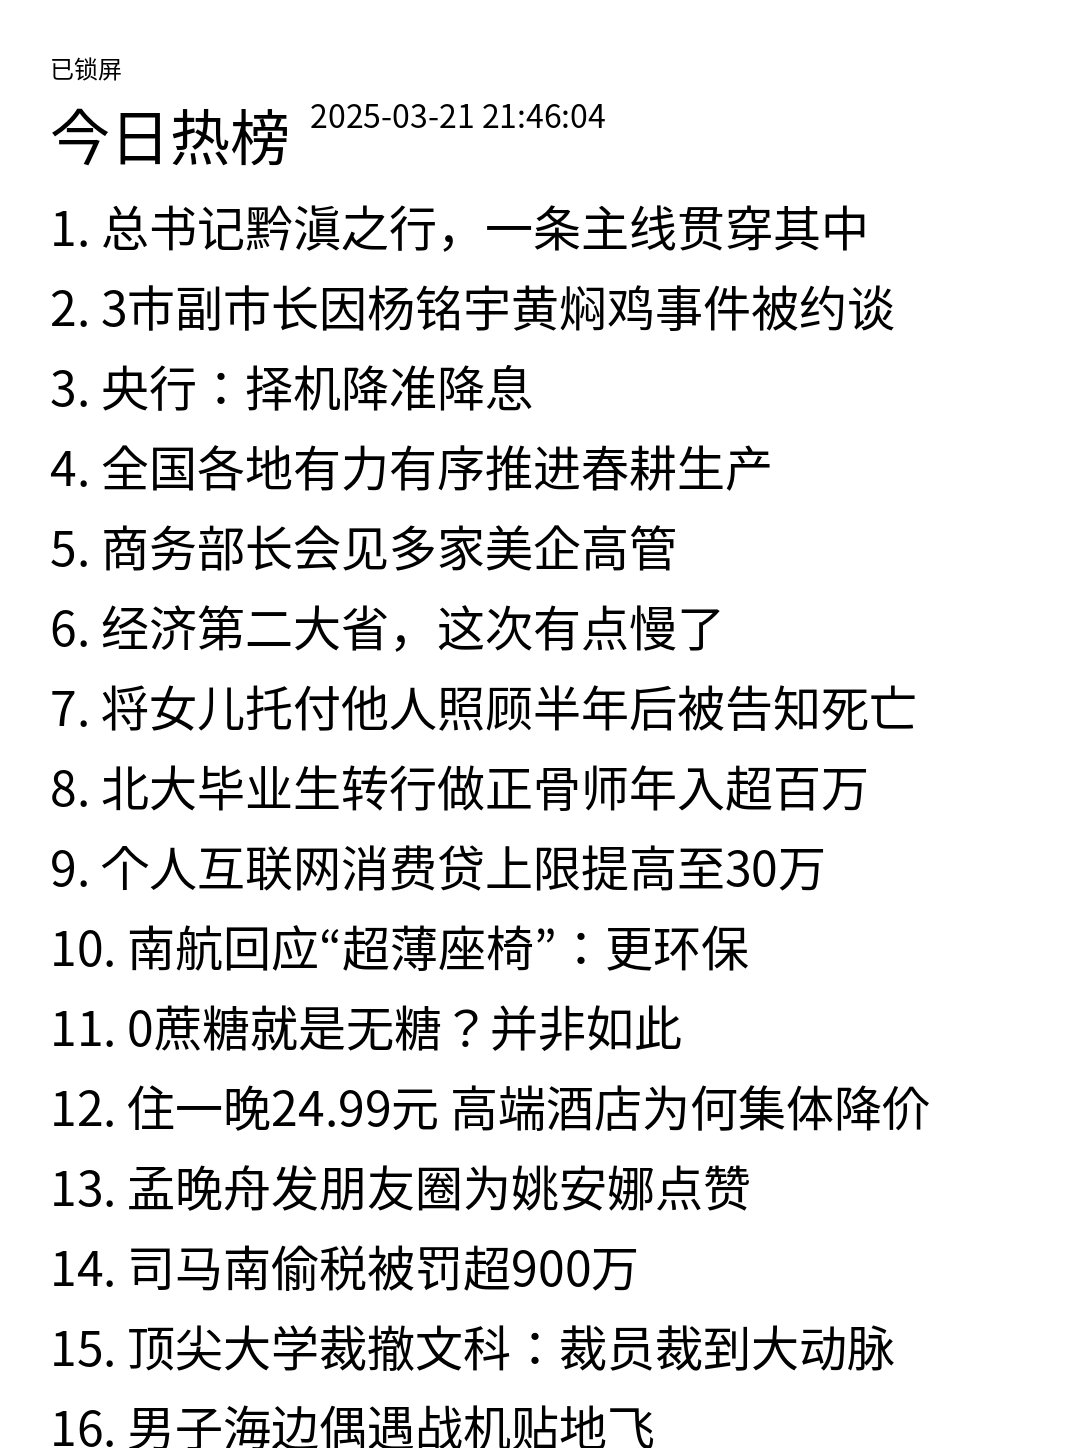 已锁屏
今日热榜 2025-03-21 21:46:04
1. 总书记黔滇之行，一条主线贯穿其中
2. 3市副市长因杨铭宇黄焖鸡事件被约谈
3. 央行：择机降准降息
4. 全国各地有力有序推进春耕生产
5. 商务部长会见多家美企高管
6. 经济第二大省，这次有点慢了
7. 将女儿托付他人照顾半年后被告知死亡
8. 北大毕业生转行做正骨师年入超百万
9. 个人互联网消费贷上限提高至30万
10. 南航回应“超薄座椅”：更环保
11. 0蔗糖就是无糖？并非如此
12. 住一晚24.99元 高端酒店为何集体降价
13. 孟晚舟发朋友圈为姚安娜点赞
14. 司马南偷税被罚超900万
15. 顶尖大学裁撤文科：裁员裁到大动脉
16. 男子海边偶遇战机贴地飞